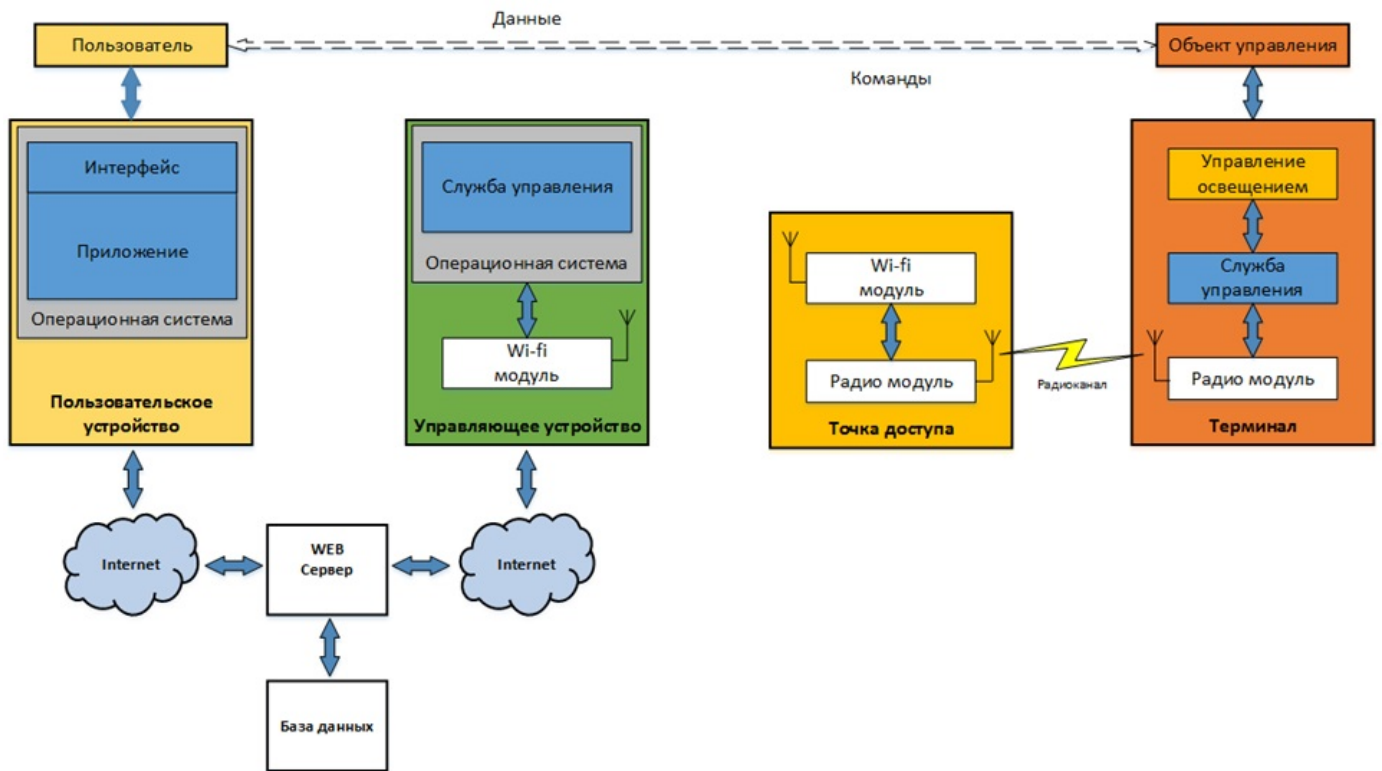 Данные
Пользователь
Объект управления
Команды
Интерфейс
Приложение
Операционная система
Пользовательское
устройство
Служба управления
Операционная система
Wi-fi
модуль
Управляющее устройство
Wi-fi
модуль
Радио модуль
Точка доступа
Радиоканал
Управление
освещением
Служба
управления
Радио модуль
Терминал
Internet
WEB
Сервер
Internet
База данных